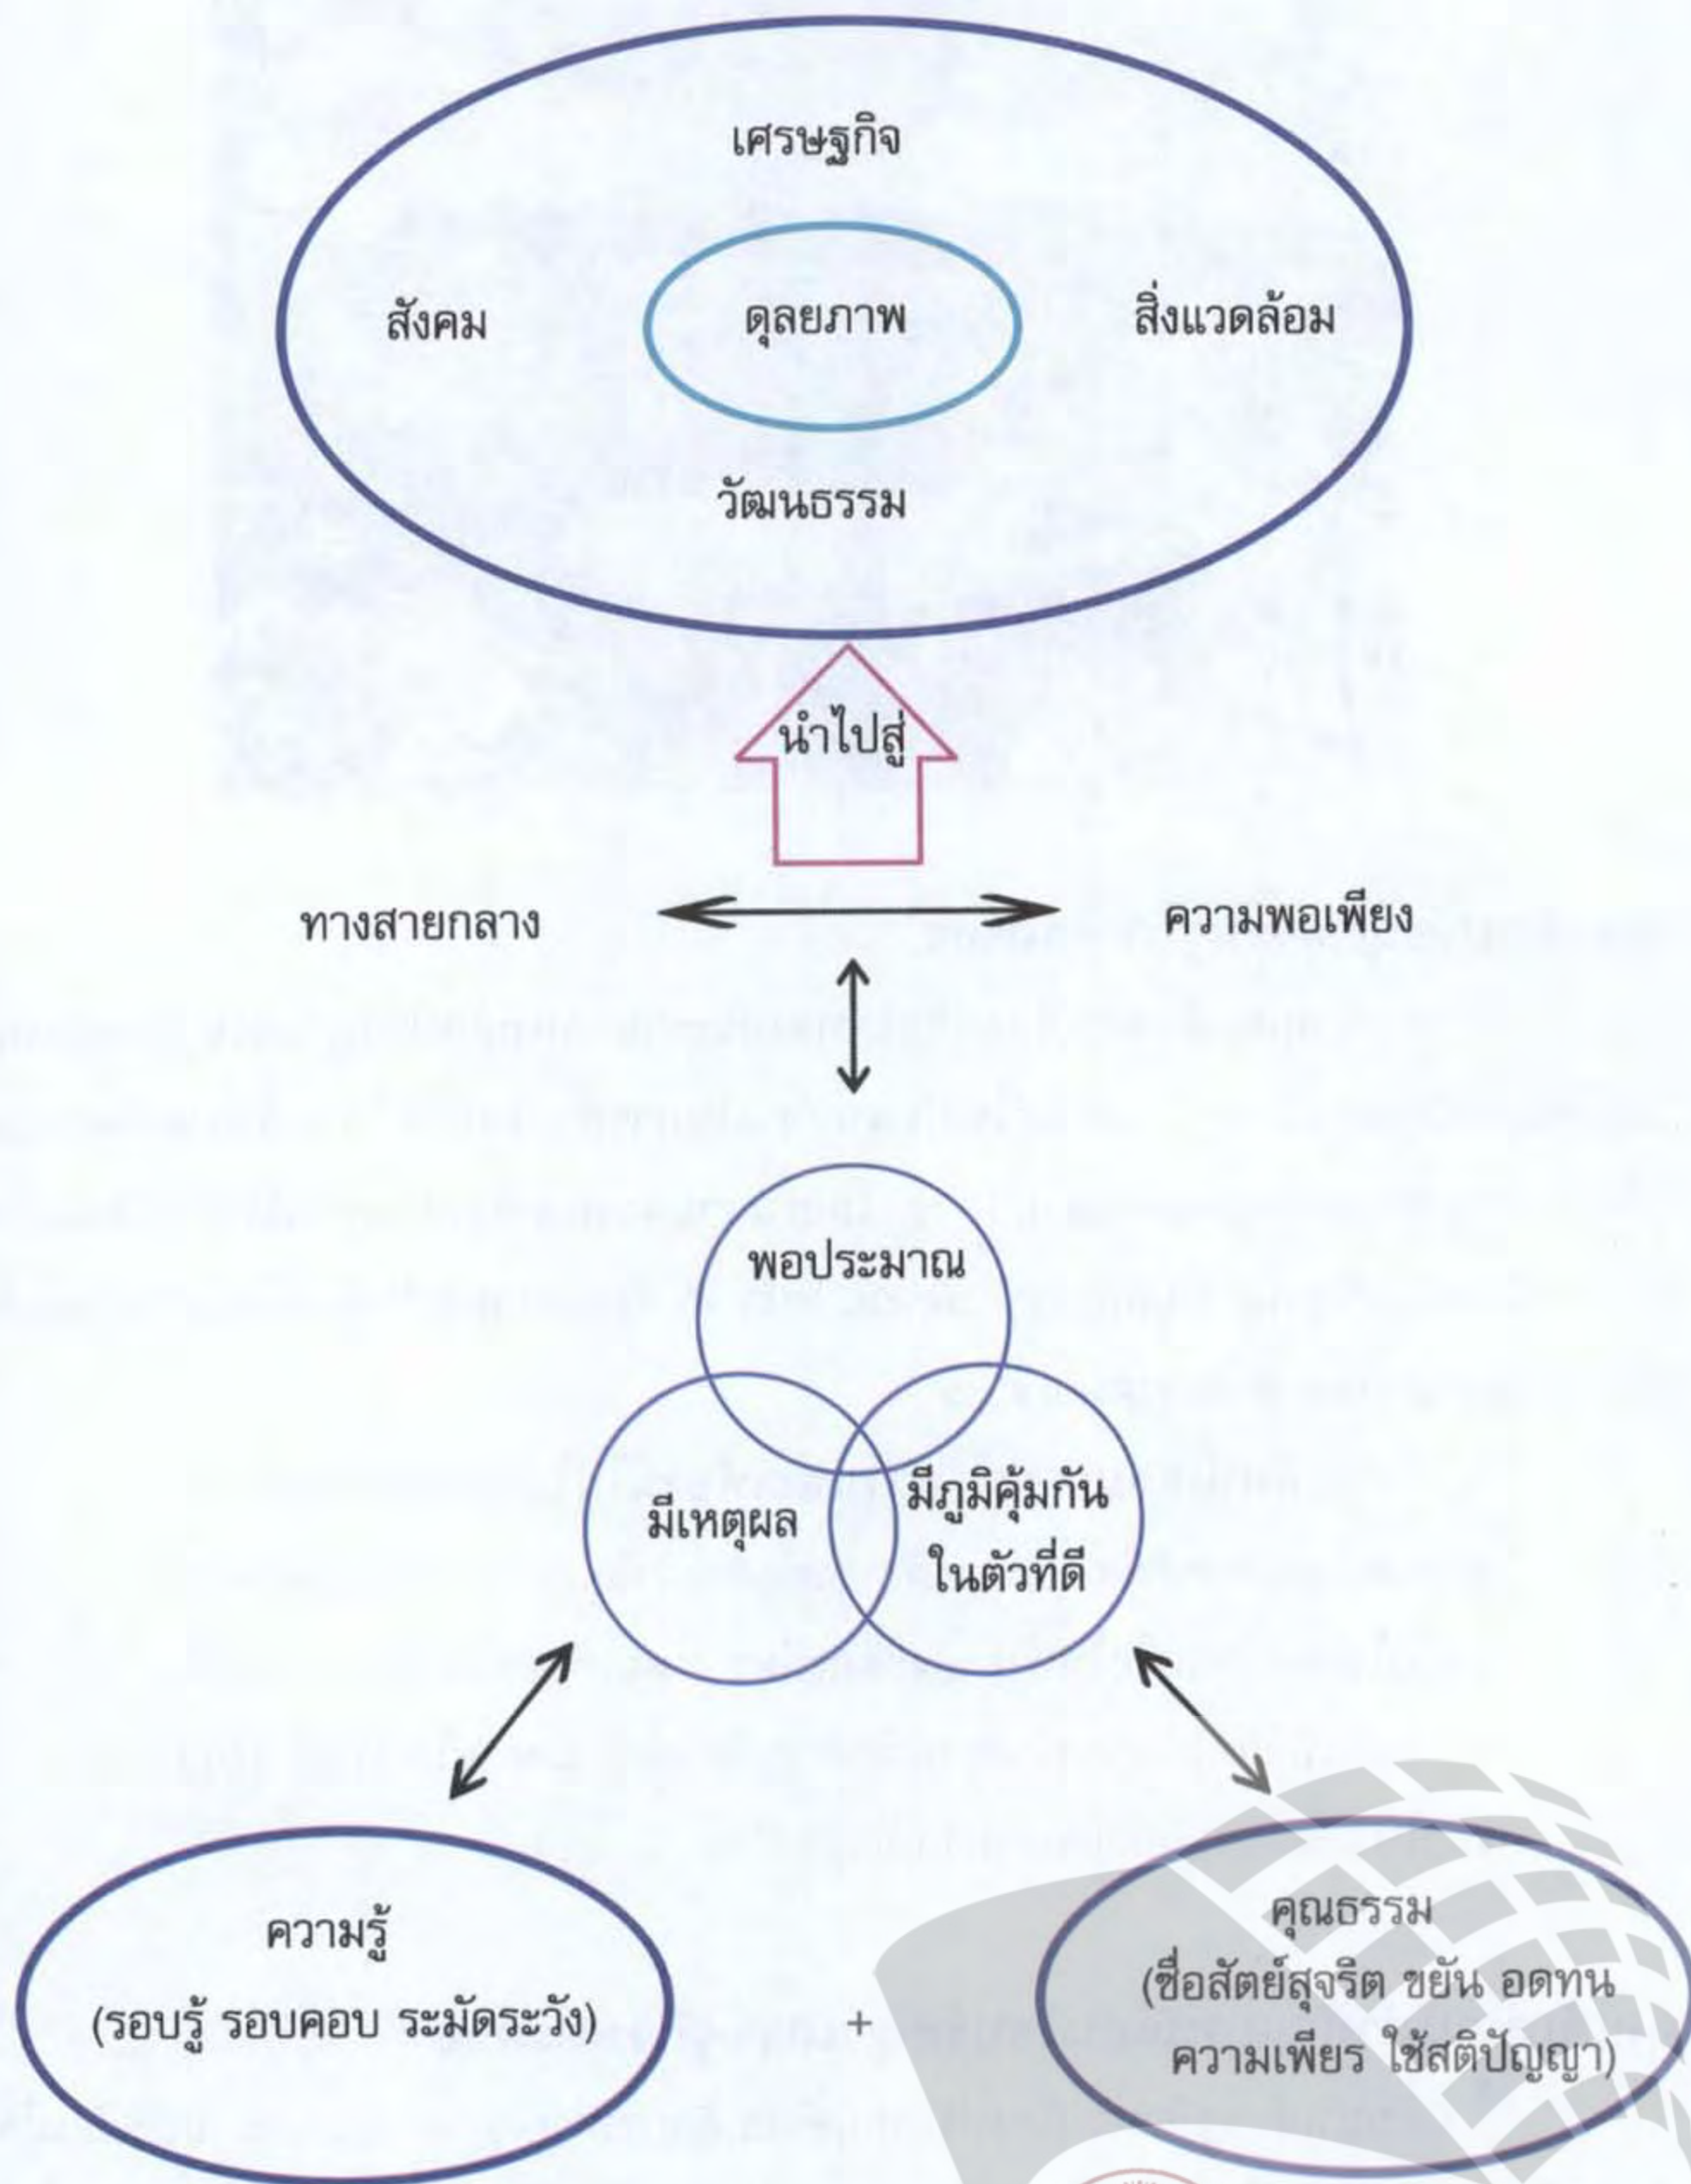 เศรษฐกิจ
สังคม
ดุลยภาพ
สิ่งแวดล้อม
วัฒนธรรม
นำไปสู่
ทางสายกลาง
ความพอเพียง
พอประมาณ
มีเหตุผล
มีภูมิคุ้มกัน
ในตัวที่ดี
ความรู้
(รอบรู้ รอบคอบ ระมัดระวัง)
+
คุณธรรม
(ซื่อสัตย์สุจริต ขยัน อดทน
ความเพียร ใช้สติปัญญา)